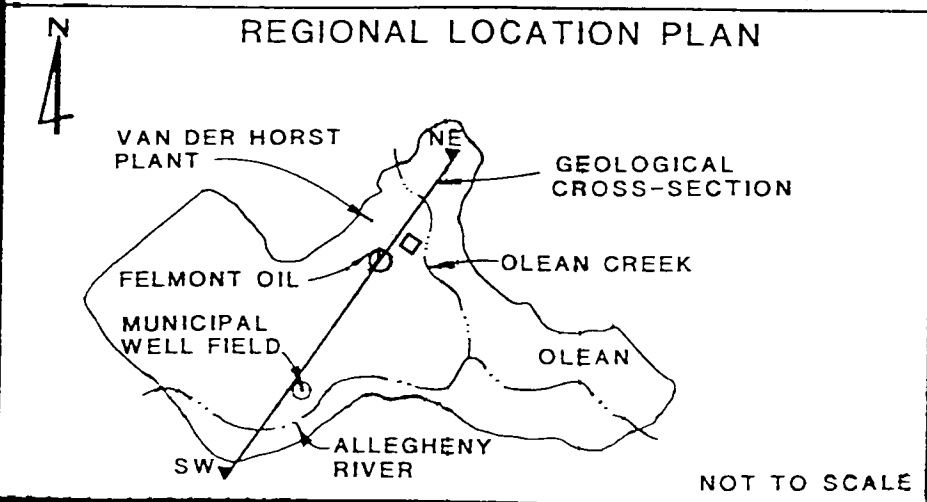 N
REGIONAL LOCATION PLAN
VAN DER HORST
PLANT
NE
GEOLOGICAL
CROSS-SECTION
FELMONT OIL
OLEAN CREEK
MUNICIPAL
WELL FIELD
OLEAN
SW
ALLEGHENY
RIVER
NOT TO SCALE